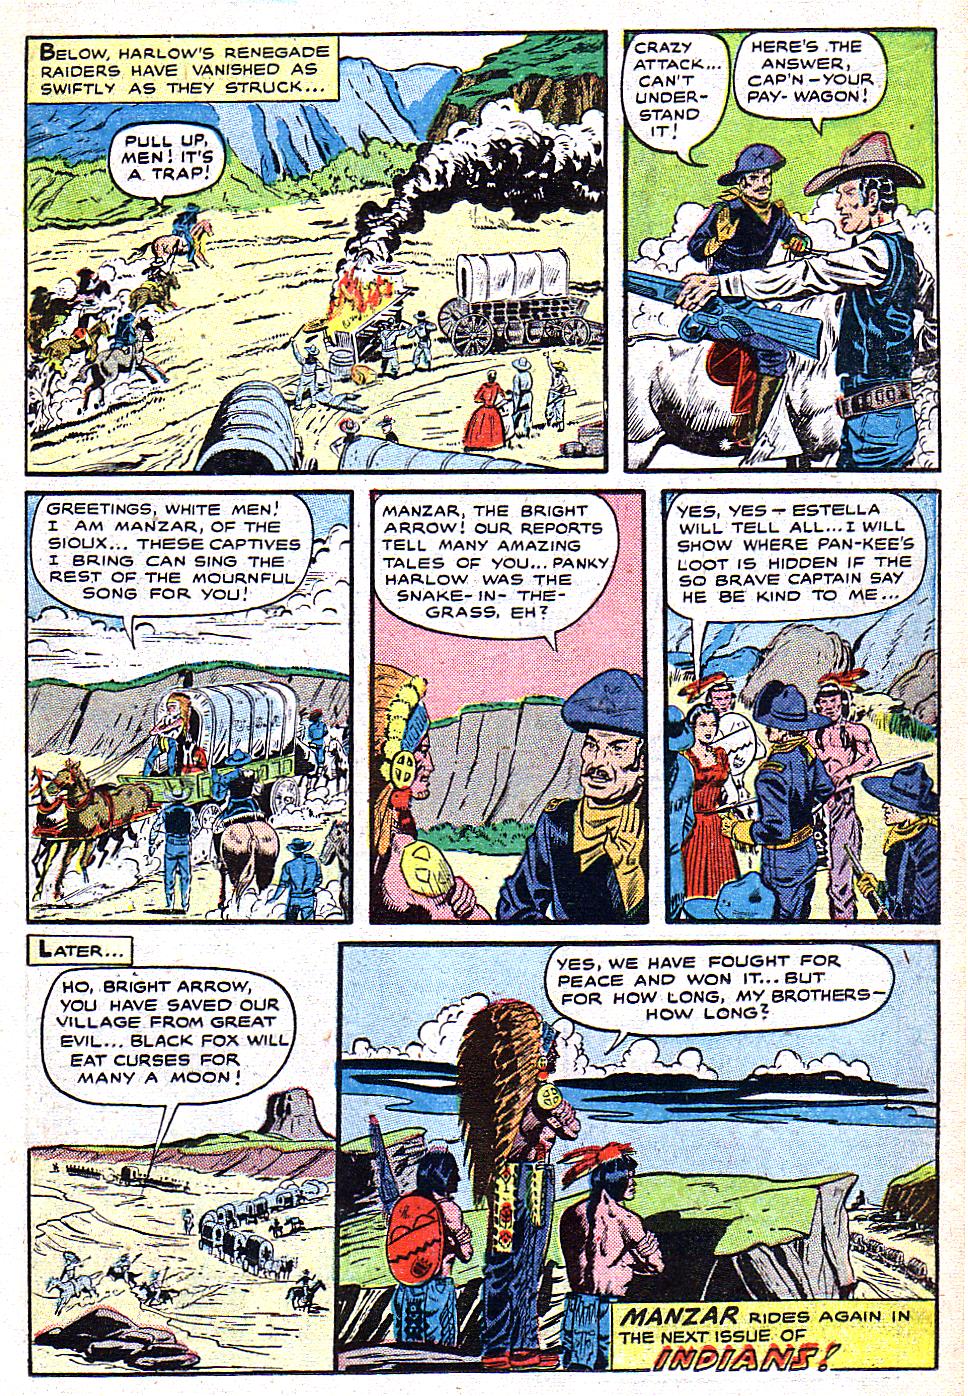 BELOW, HARLOW'S RENEGADE
RAIDERS HAVE VANISHED AS
SWIFTLY AS THEY STRUCK...
PULL UP,
MEN! IT'S
A TRAP!
CRAZY
ATTACK...
CAN'T
UNDER-
STAND
IT!
HERE'S THE
ANSWER,
CAP'N - YOUR
PAY-WAGON!
GREETINGS, WHITE MEN!
I AM MANZAR, OF THE
SIOUX... THESE CAPTIVES
I BRING CAN SING THE
REST OF THE MOURNFUL
SONG FOR YOU!
MANZAR, THE BRIGHT
ARROW! OUR REPORTS
TELL MANY AMAZING
TALES OF YOU... PANKY
HARLOW WAS THE
SNAKE-IN-THE-
GRASS, EH?
YES, YES - ESTELLA
WILL TELL ALL... I WILL
SHOW WHERE PAN-KEE'S
LOOT IS HIDDEN IF THE
SO BRAVE CAPTAIN SAY
HE BE KIND TO ME...
LATER...
HO, BRIGHT ARROW,
YOU HAVE SAVED OUR
VILLAGE FROM GREAT
EVIL... BLACK FOX WILL
EAT CURSES FOR
MANY A MOON!
YES, WE HAVE FOUGHT FOR
PEACE AND WON IT... BUT
FOR HOW LONG, MY BROTHERS-
HOW LONG?
MANZAR RIDES AGAIN IN
THE NEXT ISSUE OF
INDIANS!